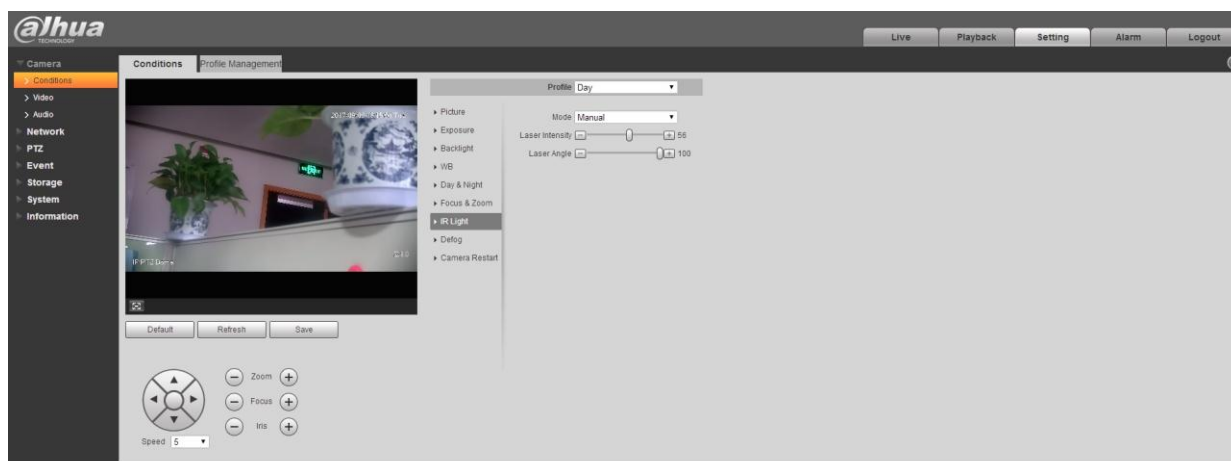 alhua
TECHNOLOGY
Live
Playback
Setting
Alarm
Logout
Camera
Conditions
Video
Audio
Network
PTZ
Event
Storage
System
Information
Conditions
Profile Management
IP PTZ Dome
Default
Refresh
Save
Zoom
Focus
Iris
Speed 5
Profile Day
Picture
Exposure
Backlight
WB
Day & Night
Focus & Zoom
IR Light
Defog
Camera Restart
Mode Manual
Laser Intensity 56
Laser Angle 100